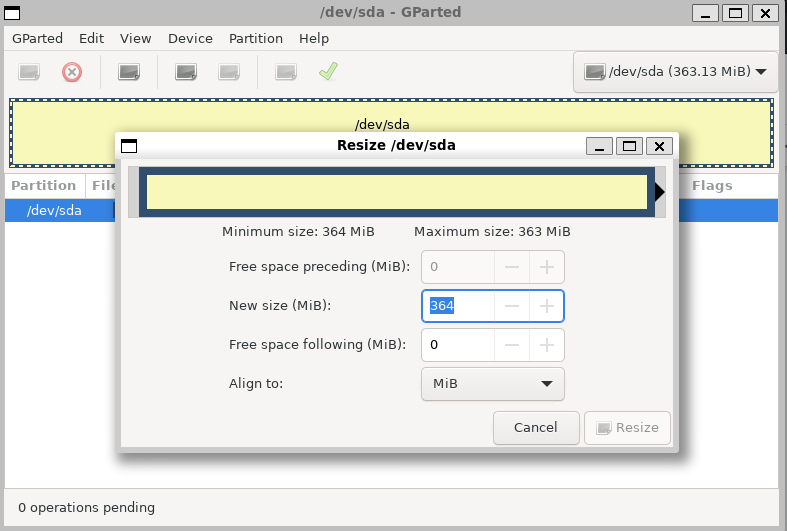 /dev/sda - GParted
GParted Edit View Device Partition Help
/dev/sda (363.13 MiB)
/dev/sda
Resize /dev/sda
Partition File Flags
/dev/sda
Minimum size: 364 MiB Maximum size: 363 MiB
Free space preceding (MiB): 0
New size (MiB): 364
Free space following (MiB): 0
Align to: MiB
Cancel Resize
0 operations pending